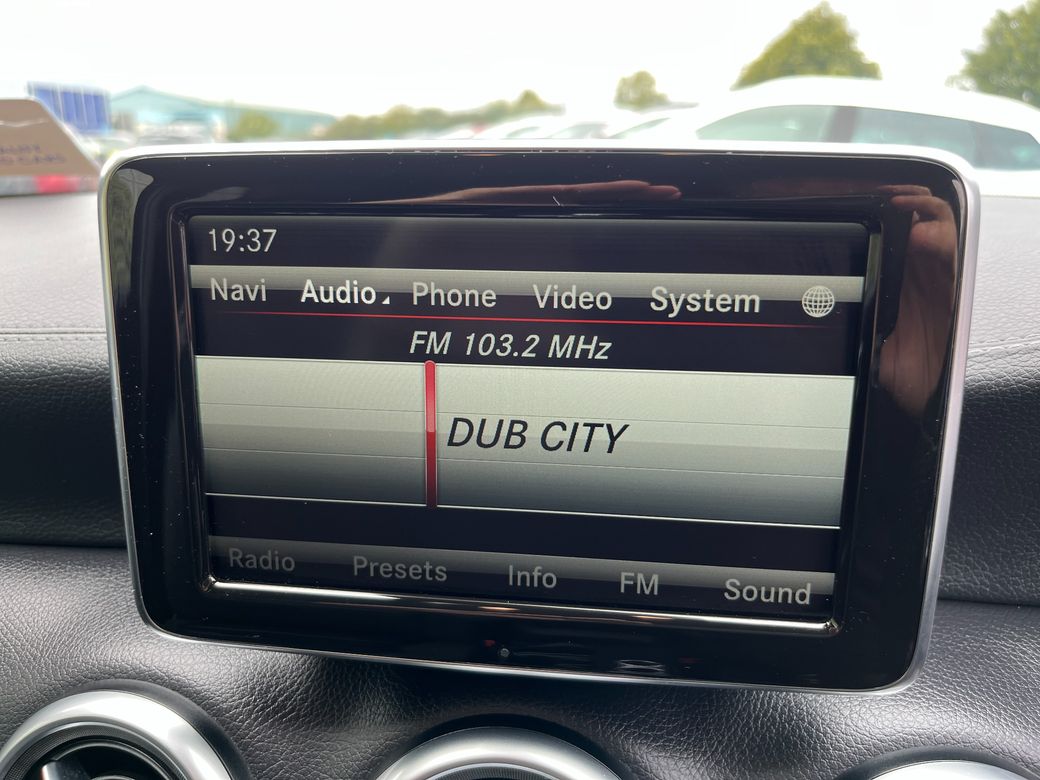 19:37
Navi Audio Phone Video System
FM 103.2 MHz
DUB CITY
Radio Presets Info FM Sound